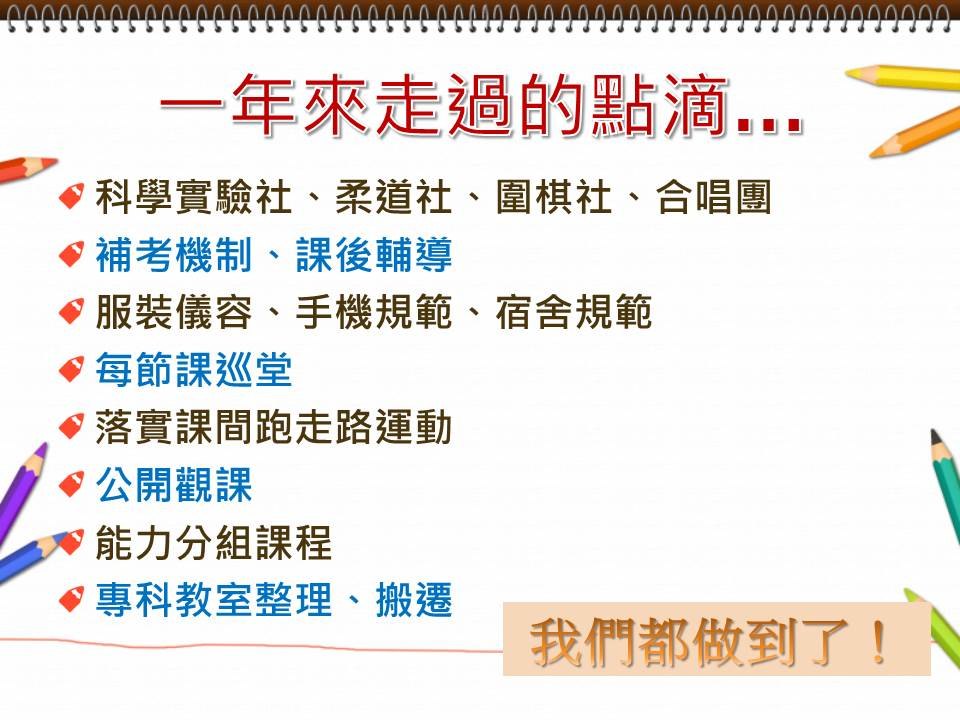 一年來走過的點滴...
科學實驗社、柔道社、圍棋社、合唱團
補考機制、課後輔導
服裝儀容、手機規範、宿舍規範
每節課巡堂
落實課間跑走路運動
公開觀課
能力分組課程
專科教室整理、搬遷
我們都做到了！